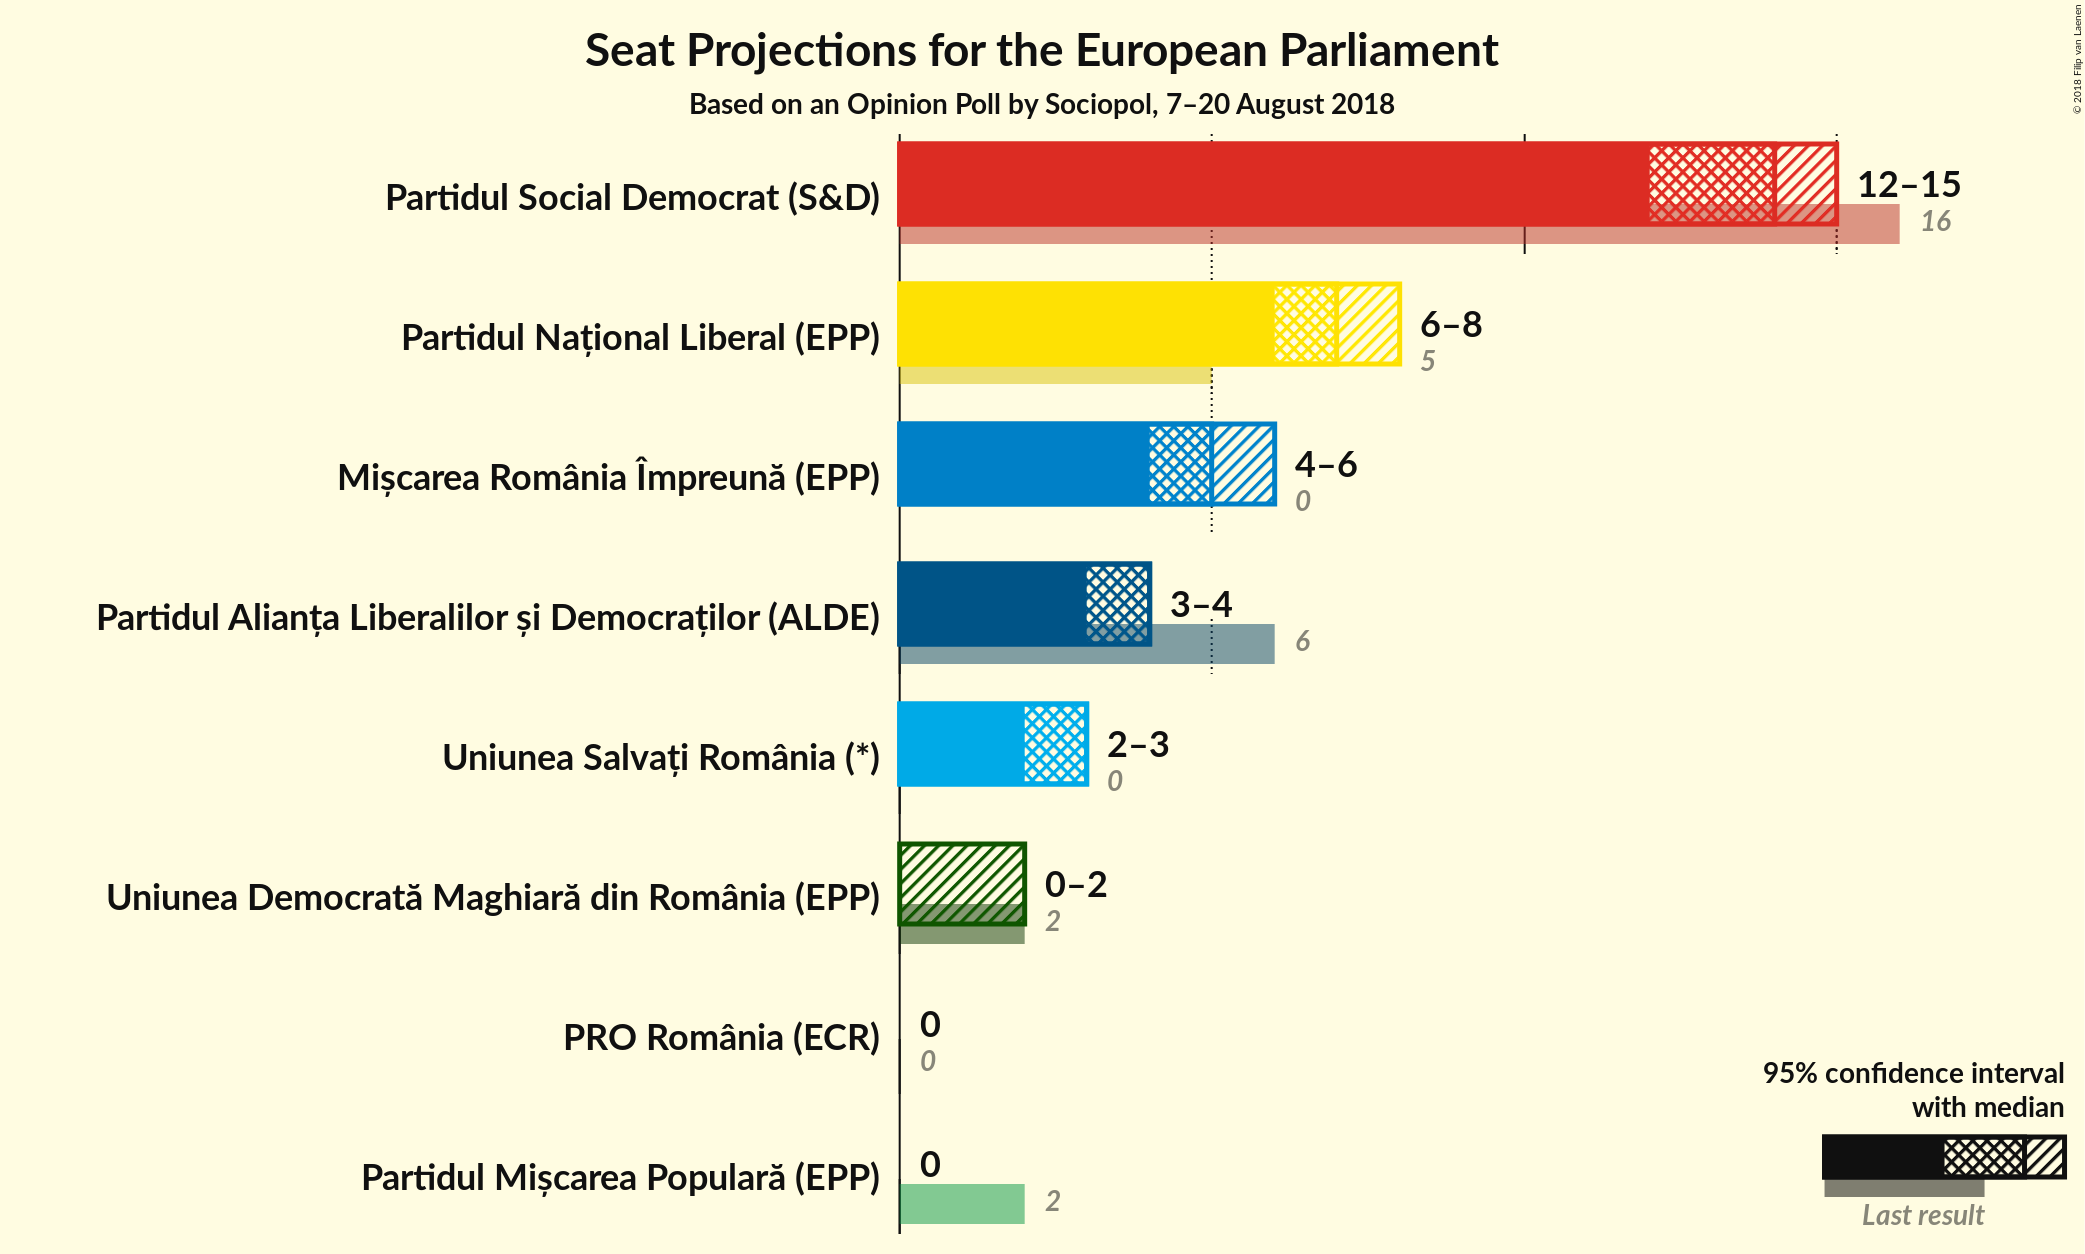 Seat Projections for the European Parliament
Based on an Opinion Poll by Sociopol, 7–20 August 2018
© 2018 Filip van Laenen
Partidul Social Democrat (S&D)
12–15
16
Partidul Național Liberal (EPP)
6–8
5
Mișcarea România Împreună (EPP)
4–6
0
Partidul Alianța Liberalilor și Democraților (ALDE)
3–4
6
Uniunea Salvați România (*)
2–3
0
Uniunea Democrată Maghiară din România (EPP)
0–2
2
PRO România (ECR)
0
0
Partidul Mișcarea Populară (EPP)
0
2
95% confidence interval
with median
Last result